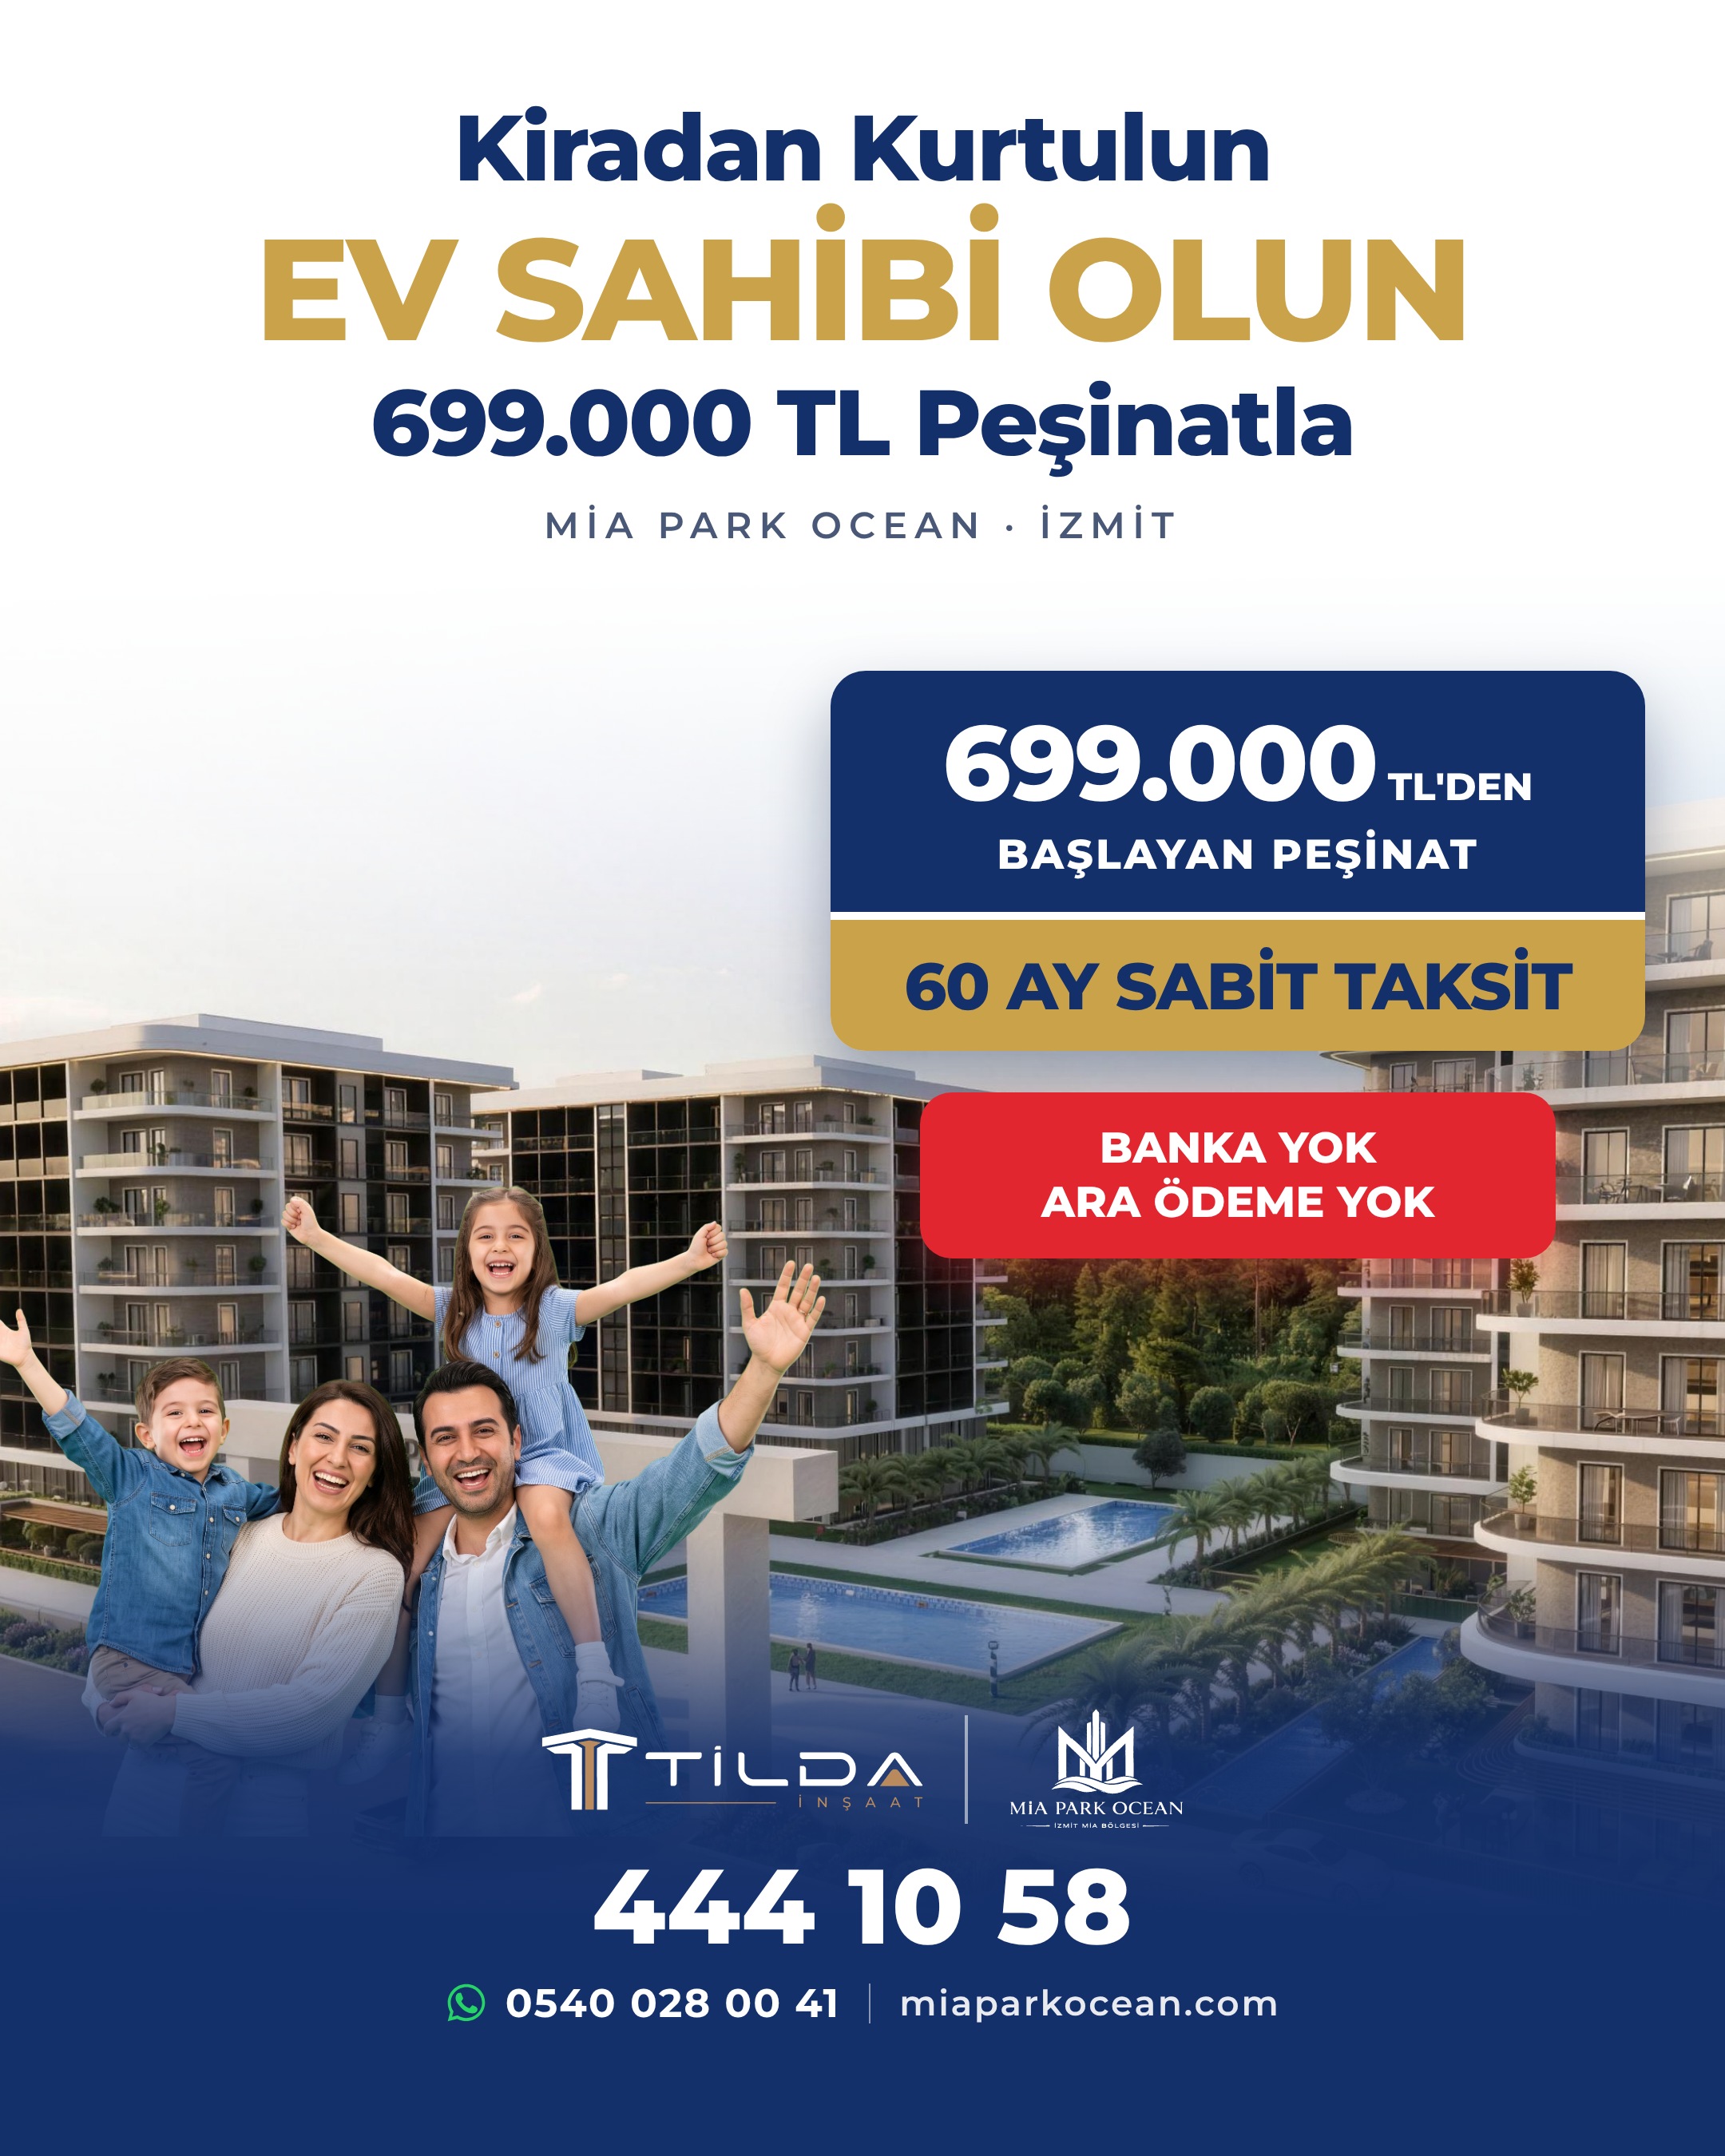 Kiradan Kurtulun
EV SAHİBİ OLUN
699.000 TL Peşinatla
MİA PARK OCEAN · İZMİT
699.000 TL'DEN
BAŞLAYAN PEŞİNAT
60 AY SABİT TAKSİT
BANKA YOK
ARA ÖDEME YOK
TİLDA
İNŞAAT
MİA PARK OCEAN
İZMİT MİA BÖLGESİ
444 10 58
0540 028 00 41
miaparkocean.com